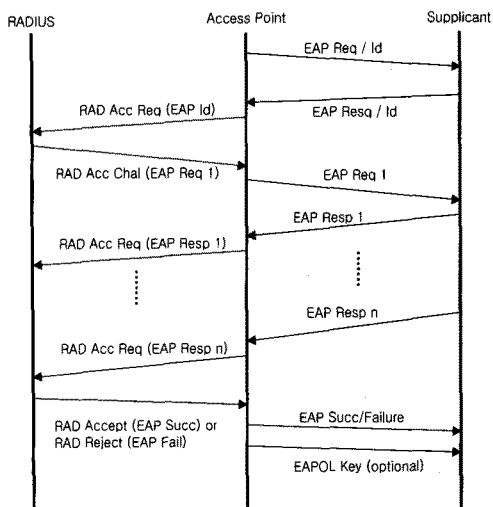 RADIUS
Access Point
Supplicant
EAP Req / Id
EAP Resq / Id
RAD Acc Req (EAP Id)
RAD Acc Chal (EAP Req 1)
EAP Req 1
EAP Resp 1
RAD Acc Req (EAP Resp 1)
EAP Resp n
RAD Acc Req (EAP Resp n)
RAD Accept (EAP Succ) or
RAD Reject (EAP Fail)
EAP Succ/Failure
EAPOL Key (optional)